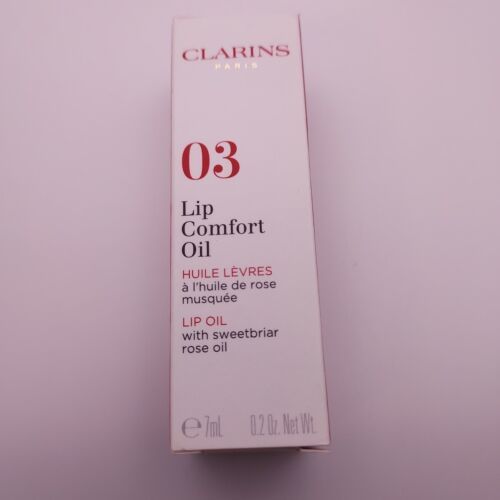 CLARINS
PARIS
03
Lip
Comfort
Oil
HUILE LÈVRES
à l'huile de rose
musquée
LIP OIL
with sweetbriar
rose oil
℮ 7mL 0.2 Oz. Net Wt.